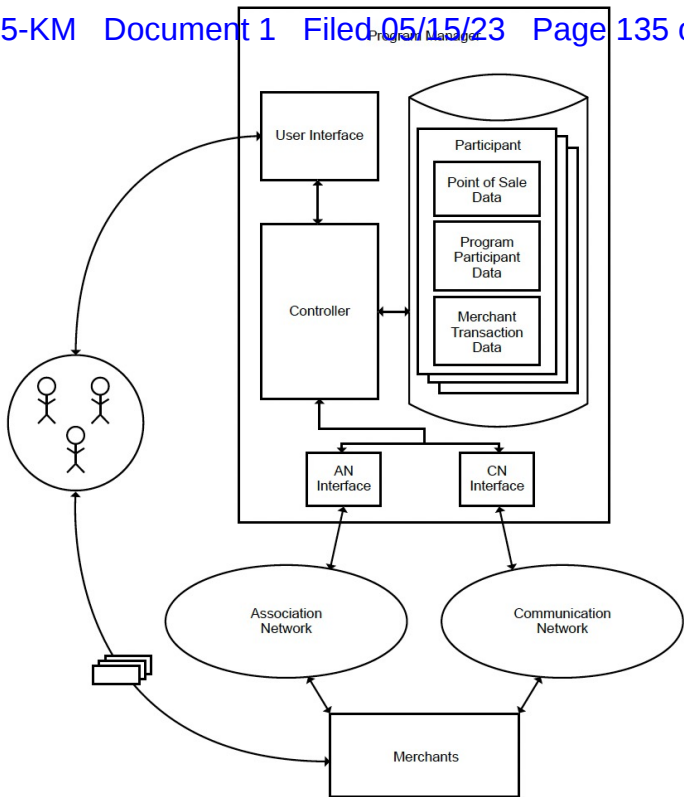 5-KM Document 1 Filed 05/15/23 Page 135 o
Program Manager
User Interface
Participant
Point of Sale
Data
Program
Participant
Data
Controller
Merchant
Transaction
Data
AN
Interface
CN
Interface
Association
Network
Communication
Network
Merchants